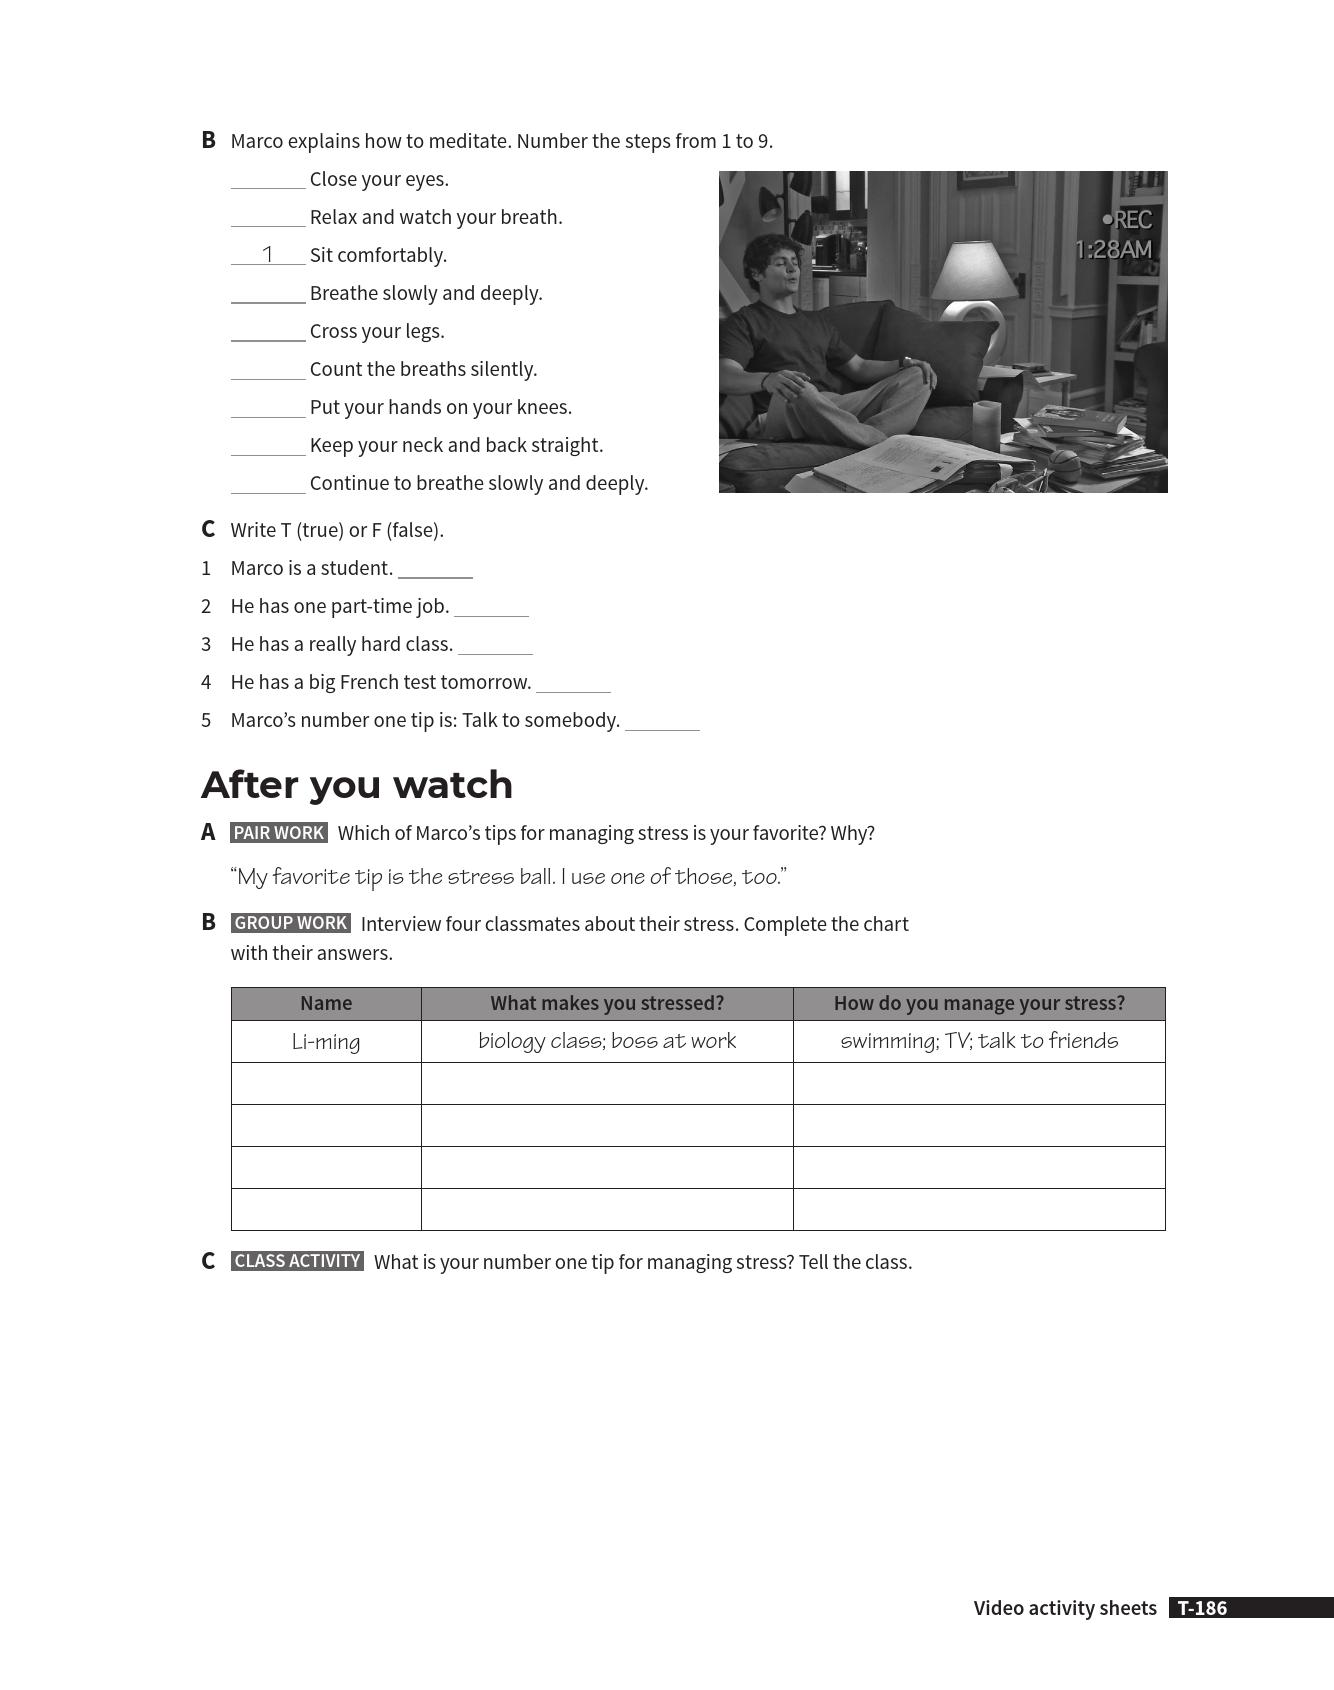 B Marco explains how to meditate. Number the steps from 1 to 9.
_______ Close your eyes.
_______ Relax and watch your breath.
___1___ Sit comfortably.
_______ Breathe slowly and deeply.
_______ Cross your legs.
_______ Count the breaths silently.
_______ Put your hands on your knees.
_______ Keep your neck and back straight.
_______ Continue to breathe slowly and deeply.
●REC
1:28AM
C Write T (true) or F (false).
1 Marco is a student. _______
2 He has one part-time job. _______
3 He has a really hard class. _______
4 He has a big French test tomorrow. _______
5 Marco’s number one tip is: Talk to somebody. _______
After you watch
A PAIR WORK Which of Marco’s tips for managing stress is your favorite? Why?
“My favorite tip is the stress ball. I use one of those, too.”
B GROUP WORK Interview four classmates about their stress. Complete the chart
with their answers.
Name What makes you stressed? How do you manage your stress?
Li-ming biology class; boss at work swimming; TV; talk to friends
C CLASS ACTIVITY What is your number one tip for managing stress? Tell the class.
Video activity sheets T-186